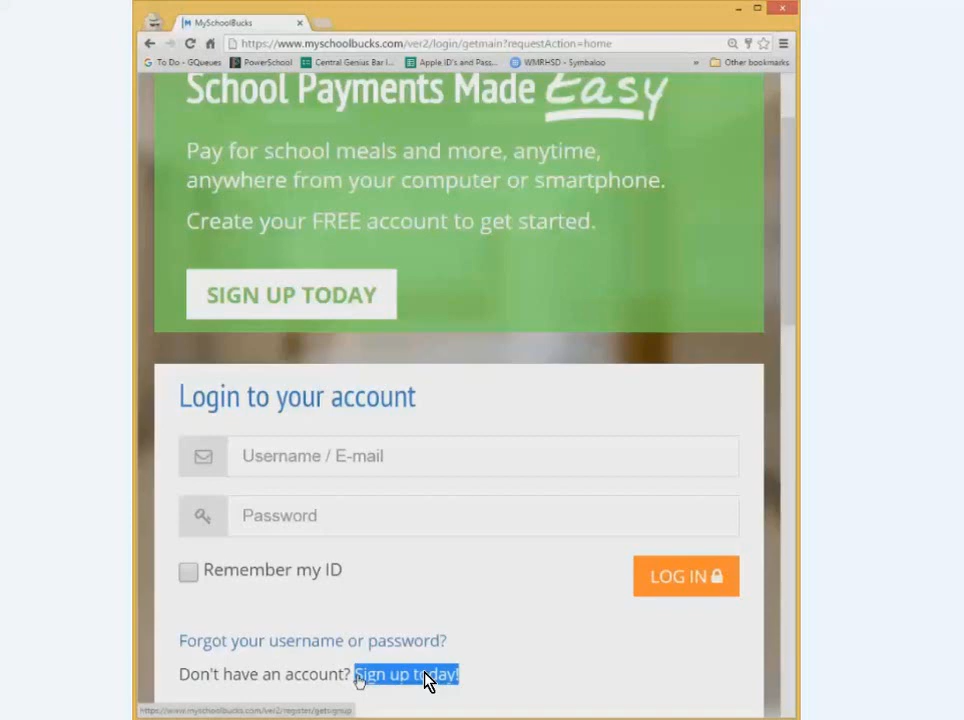 MySchoolBucks
https://www.myschoolbucks.com/ver2/login/getmain?requestAction=home
To Do - GQueues PowerSchool Central Genius Bar I... Apple ID's and Pass... WMRHSD - Symbaloo » Other bookmarks
School Payments Made Easy
Pay for school meals and more, anytime,
anywhere from your computer or smartphone.
Create your FREE account to get started.
SIGN UP TODAY
Login to your account
Username / E-mail
Password
Remember my ID
LOG IN
Forgot your username or password?
Don't have an account? Sign up today!
https://www.myschoolbucks.com/ver2/register/getsignup